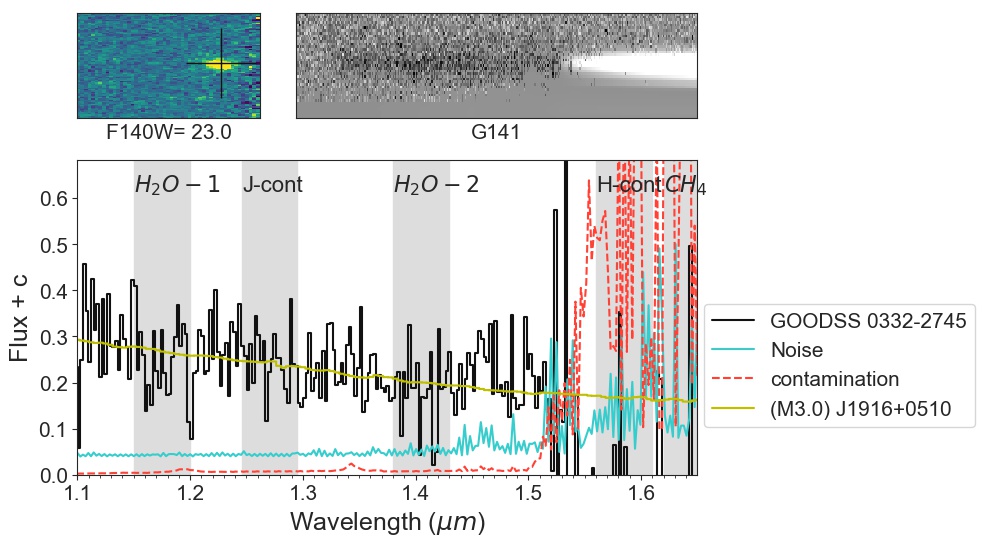 F140W= 23.0
G141
H₂O − 1
J-cont
H₂O − 2
H-cont
CH₄
Flux + c
0.6
0.5
0.4
0.3
0.2
0.1
0.0
1.1
1.2
1.3
1.4
1.5
1.6
Wavelength (μm)
GOODSS 0332-2745
Noise
contamination
(M3.0) J1916+0510